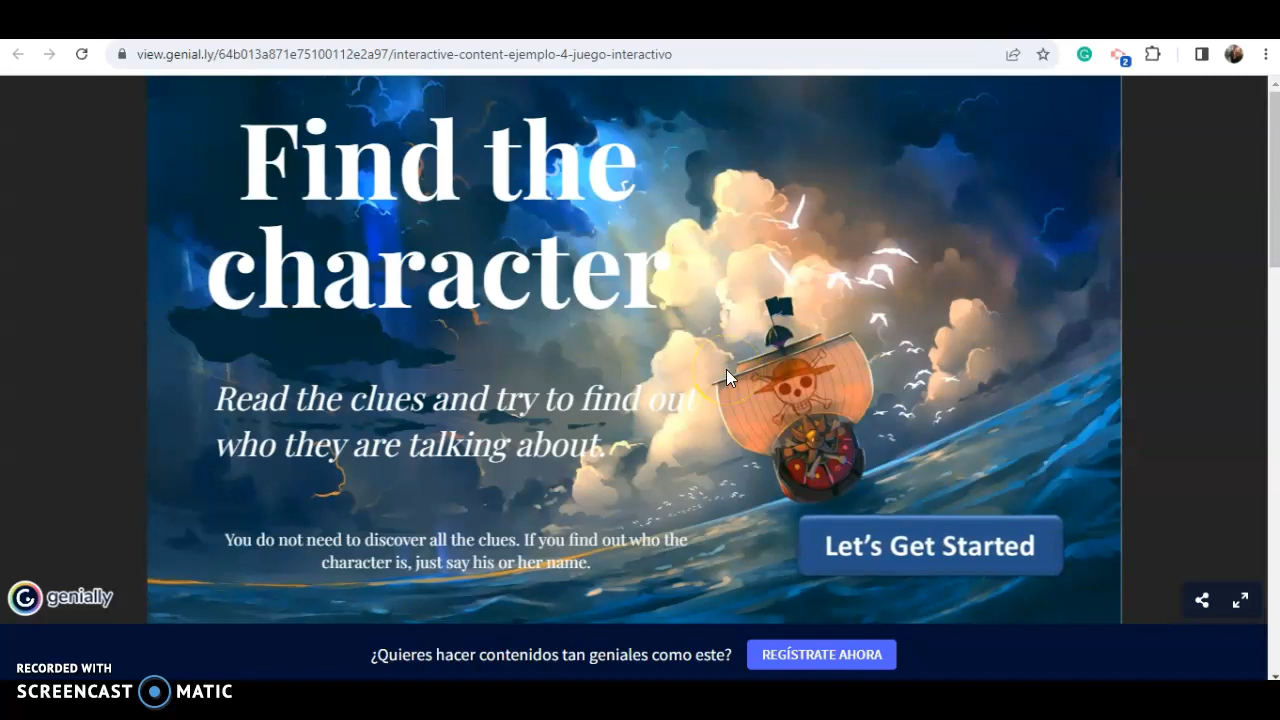 view.genial.ly/64b013a871e75100112e2a97/interactive-content-ejemplo-4-juego-interactivo
2
Find the
character
Read the clues and try to find out
who they are talking about.
You do not need to discover all the clues. If you find out who the
character is, just say his or her name.
Let's Get Started
genially
¿Quieres hacer contenidos tan geniales como este?
REGÍSTRATE AHORA
RECORDED WITH
SCREENCAST MATIC